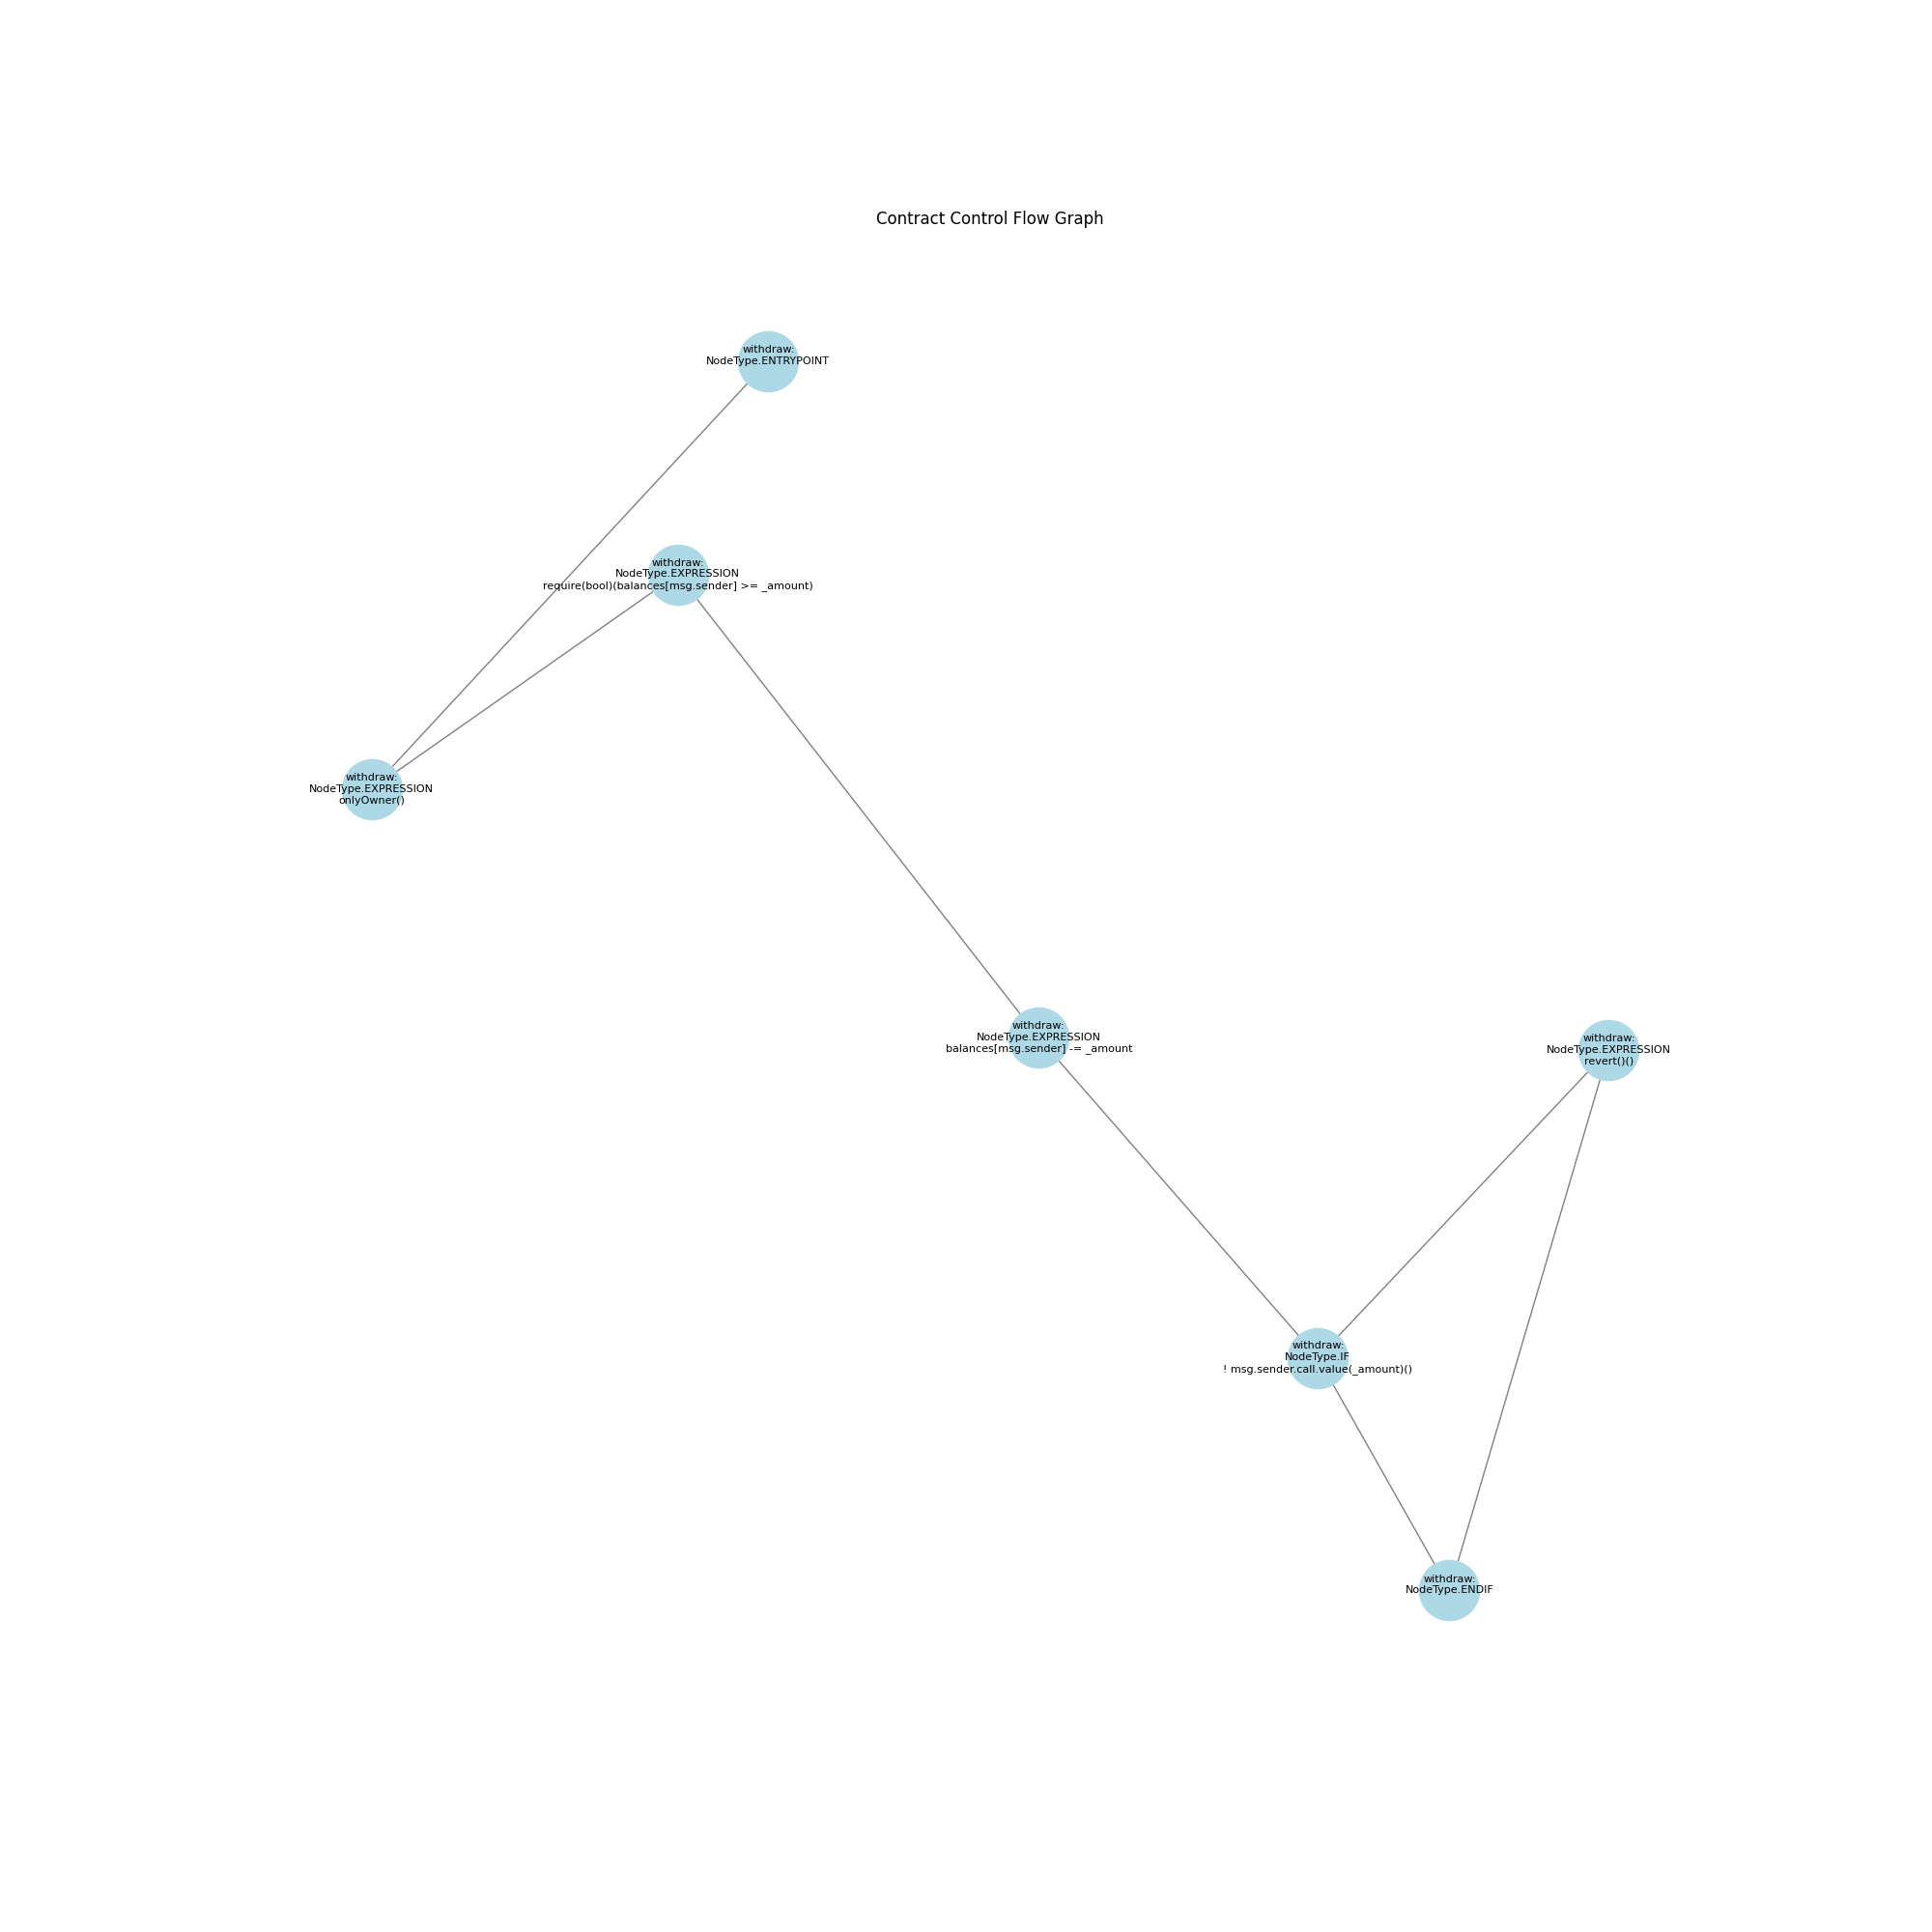 Contract Control Flow Graph
withdraw:
NodeType.ENTRYPOINT
withdraw:
NodeType.EXPRESSION
require(bool)(balances[msg.sender] >= _amount)
withdraw:
NodeType.EXPRESSION
onlyOwner()
withdraw:
NodeType.EXPRESSION
balances[msg.sender] -= _amount
withdraw:
NodeType.EXPRESSION
revert()()
withdraw:
NodeType.IF
! msg.sender.call.value(_amount)()
withdraw:
NodeType.ENDIF